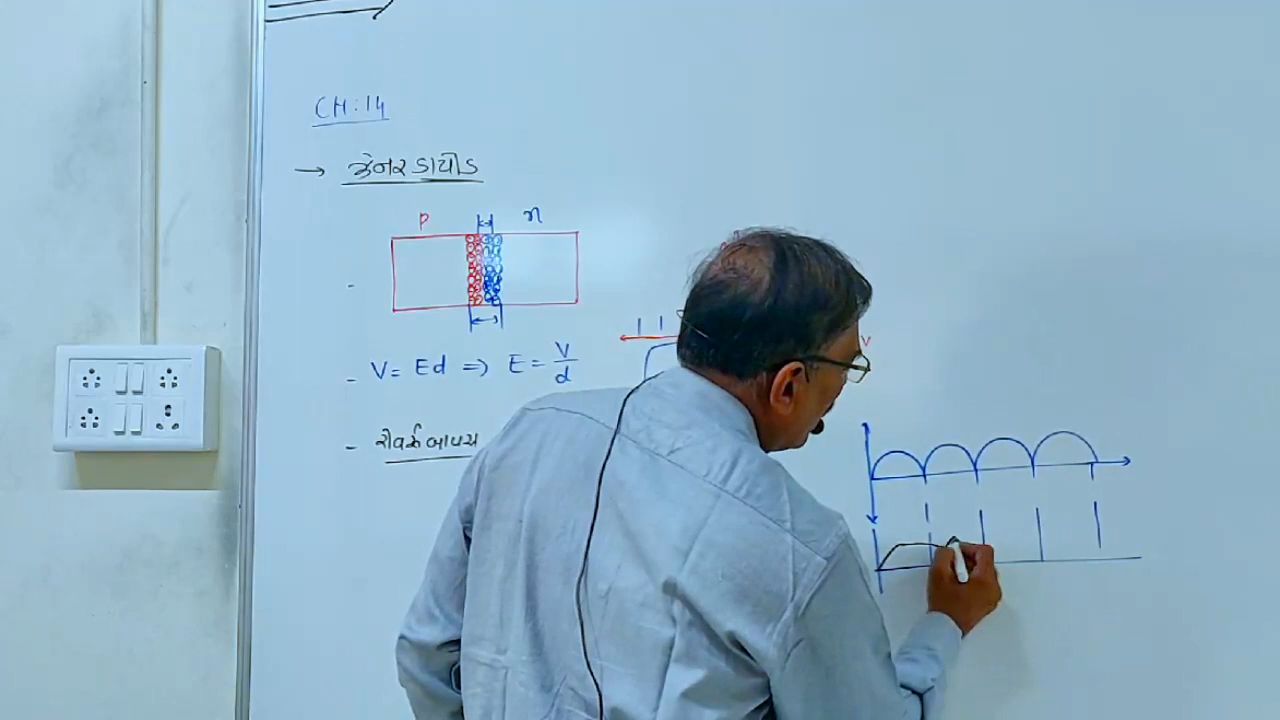 CH:14
→ ઝેનર ડાયોડ
p n
- V = Ed ⇒ E = V/d
- રીવર્સ બાયસ
V